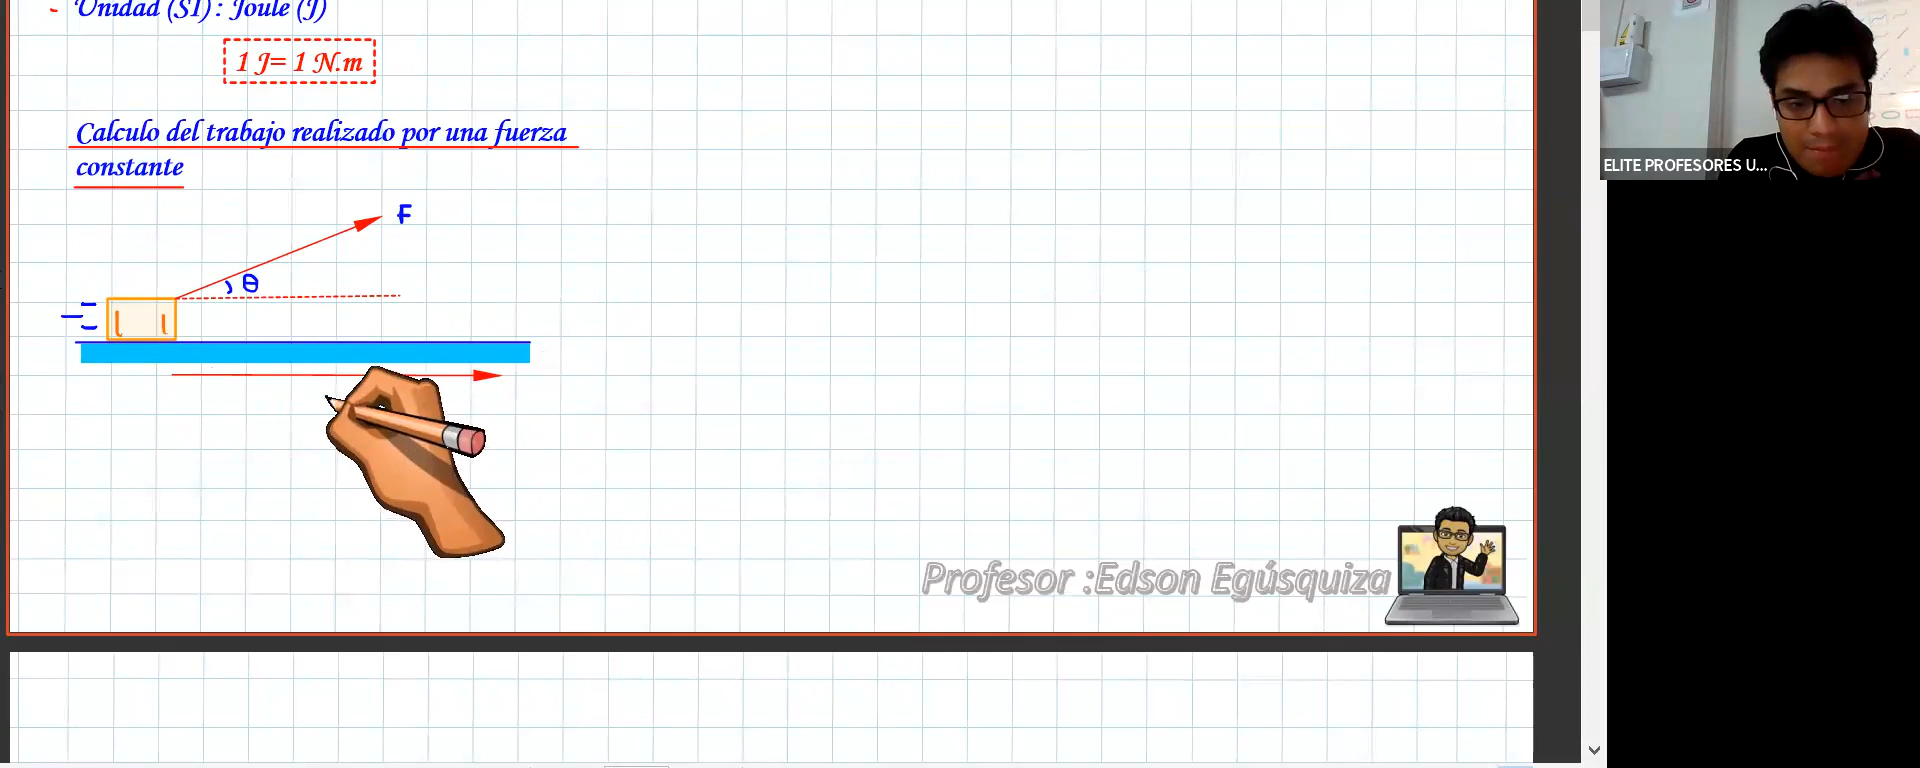 - Unidad (SI) : Joule (J)
1 J= 1 N.m
Calculo del trabajo realizado por una fuerza
constante
F
θ
Profesor :Edson Egúsquiza
ELITE PROFESORES U...